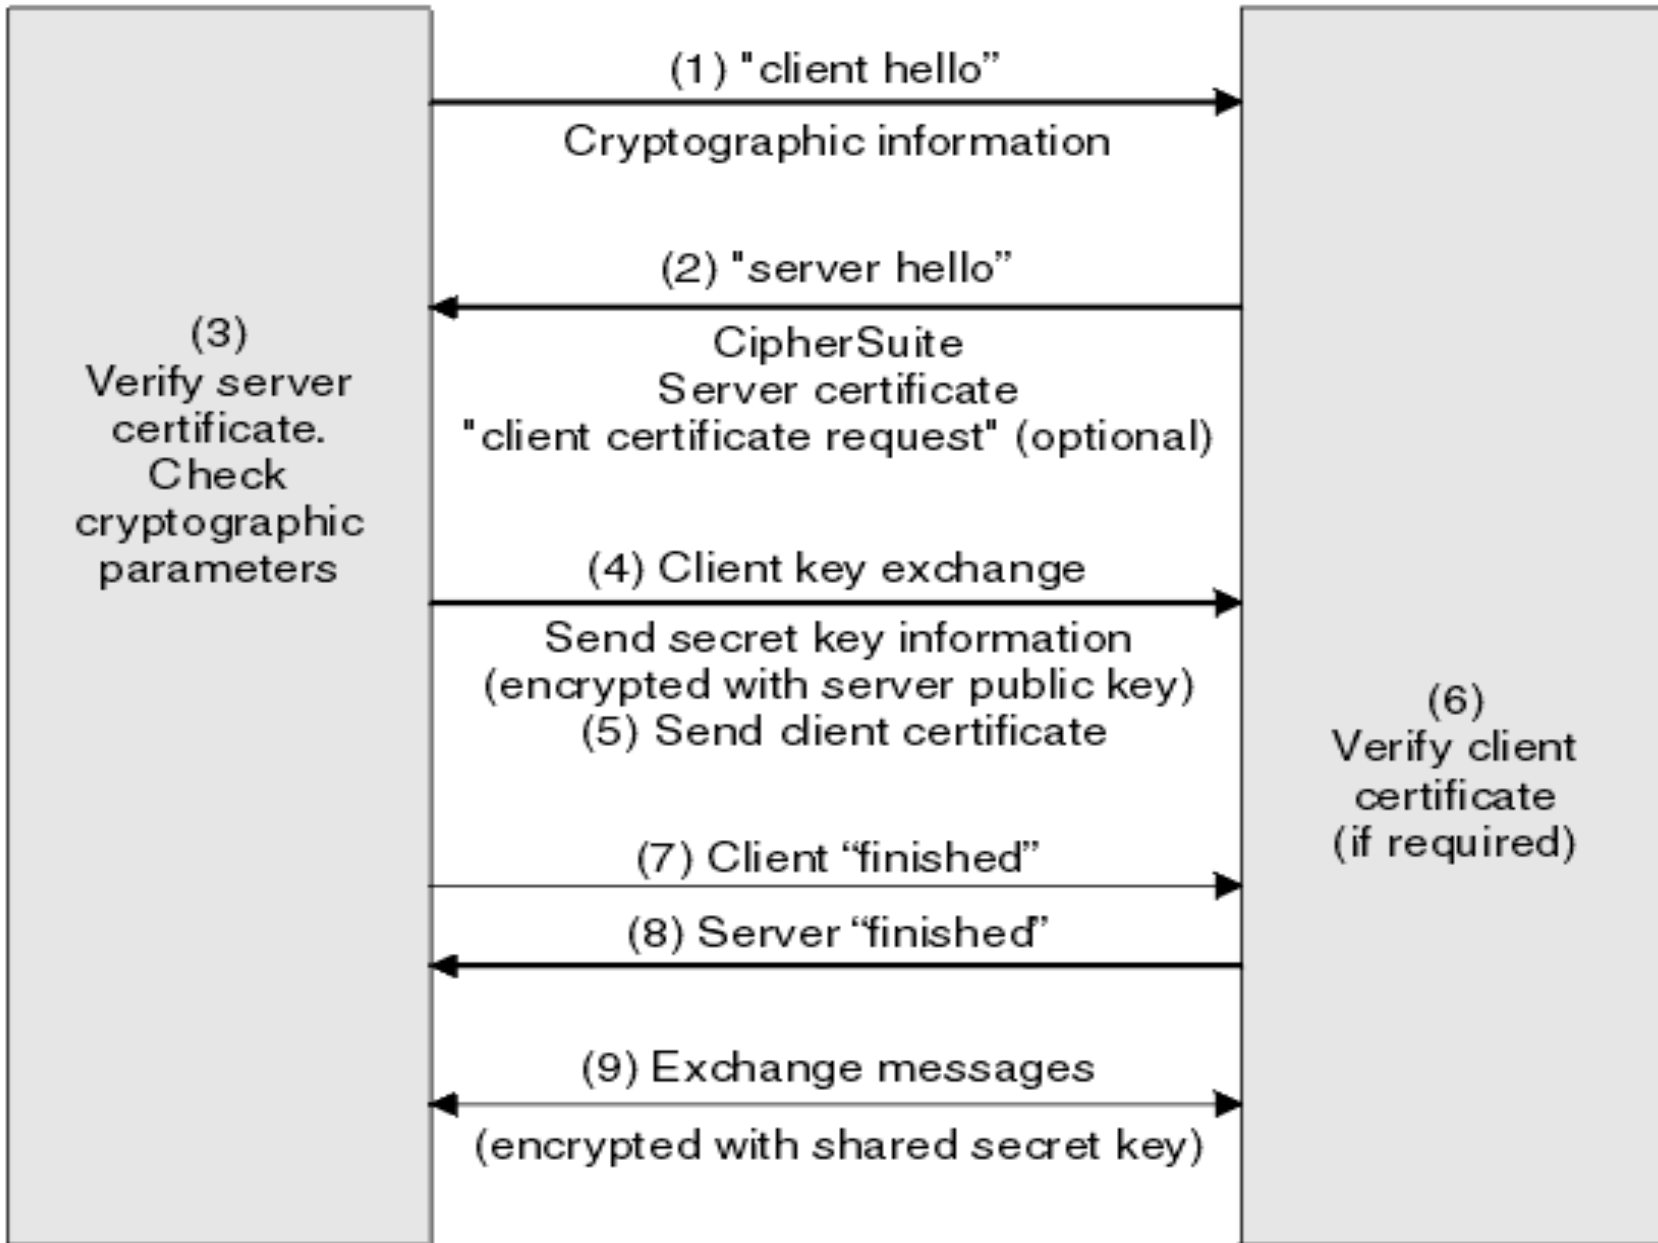 (1) "client hello”
Cryptographic information
(2) "server hello”
CipherSuite
Server certificate
"client certificate request" (optional)
(3)
Verify server
certificate.
Check
cryptographic
parameters
(4) Client key exchange
Send secret key information
(encrypted with server public key)
(5) Send client certificate
(6)
Verify client
certificate
(if required)
(7) Client “finished”
(8) Server “finished”
(9) Exchange messages
(encrypted with shared secret key)